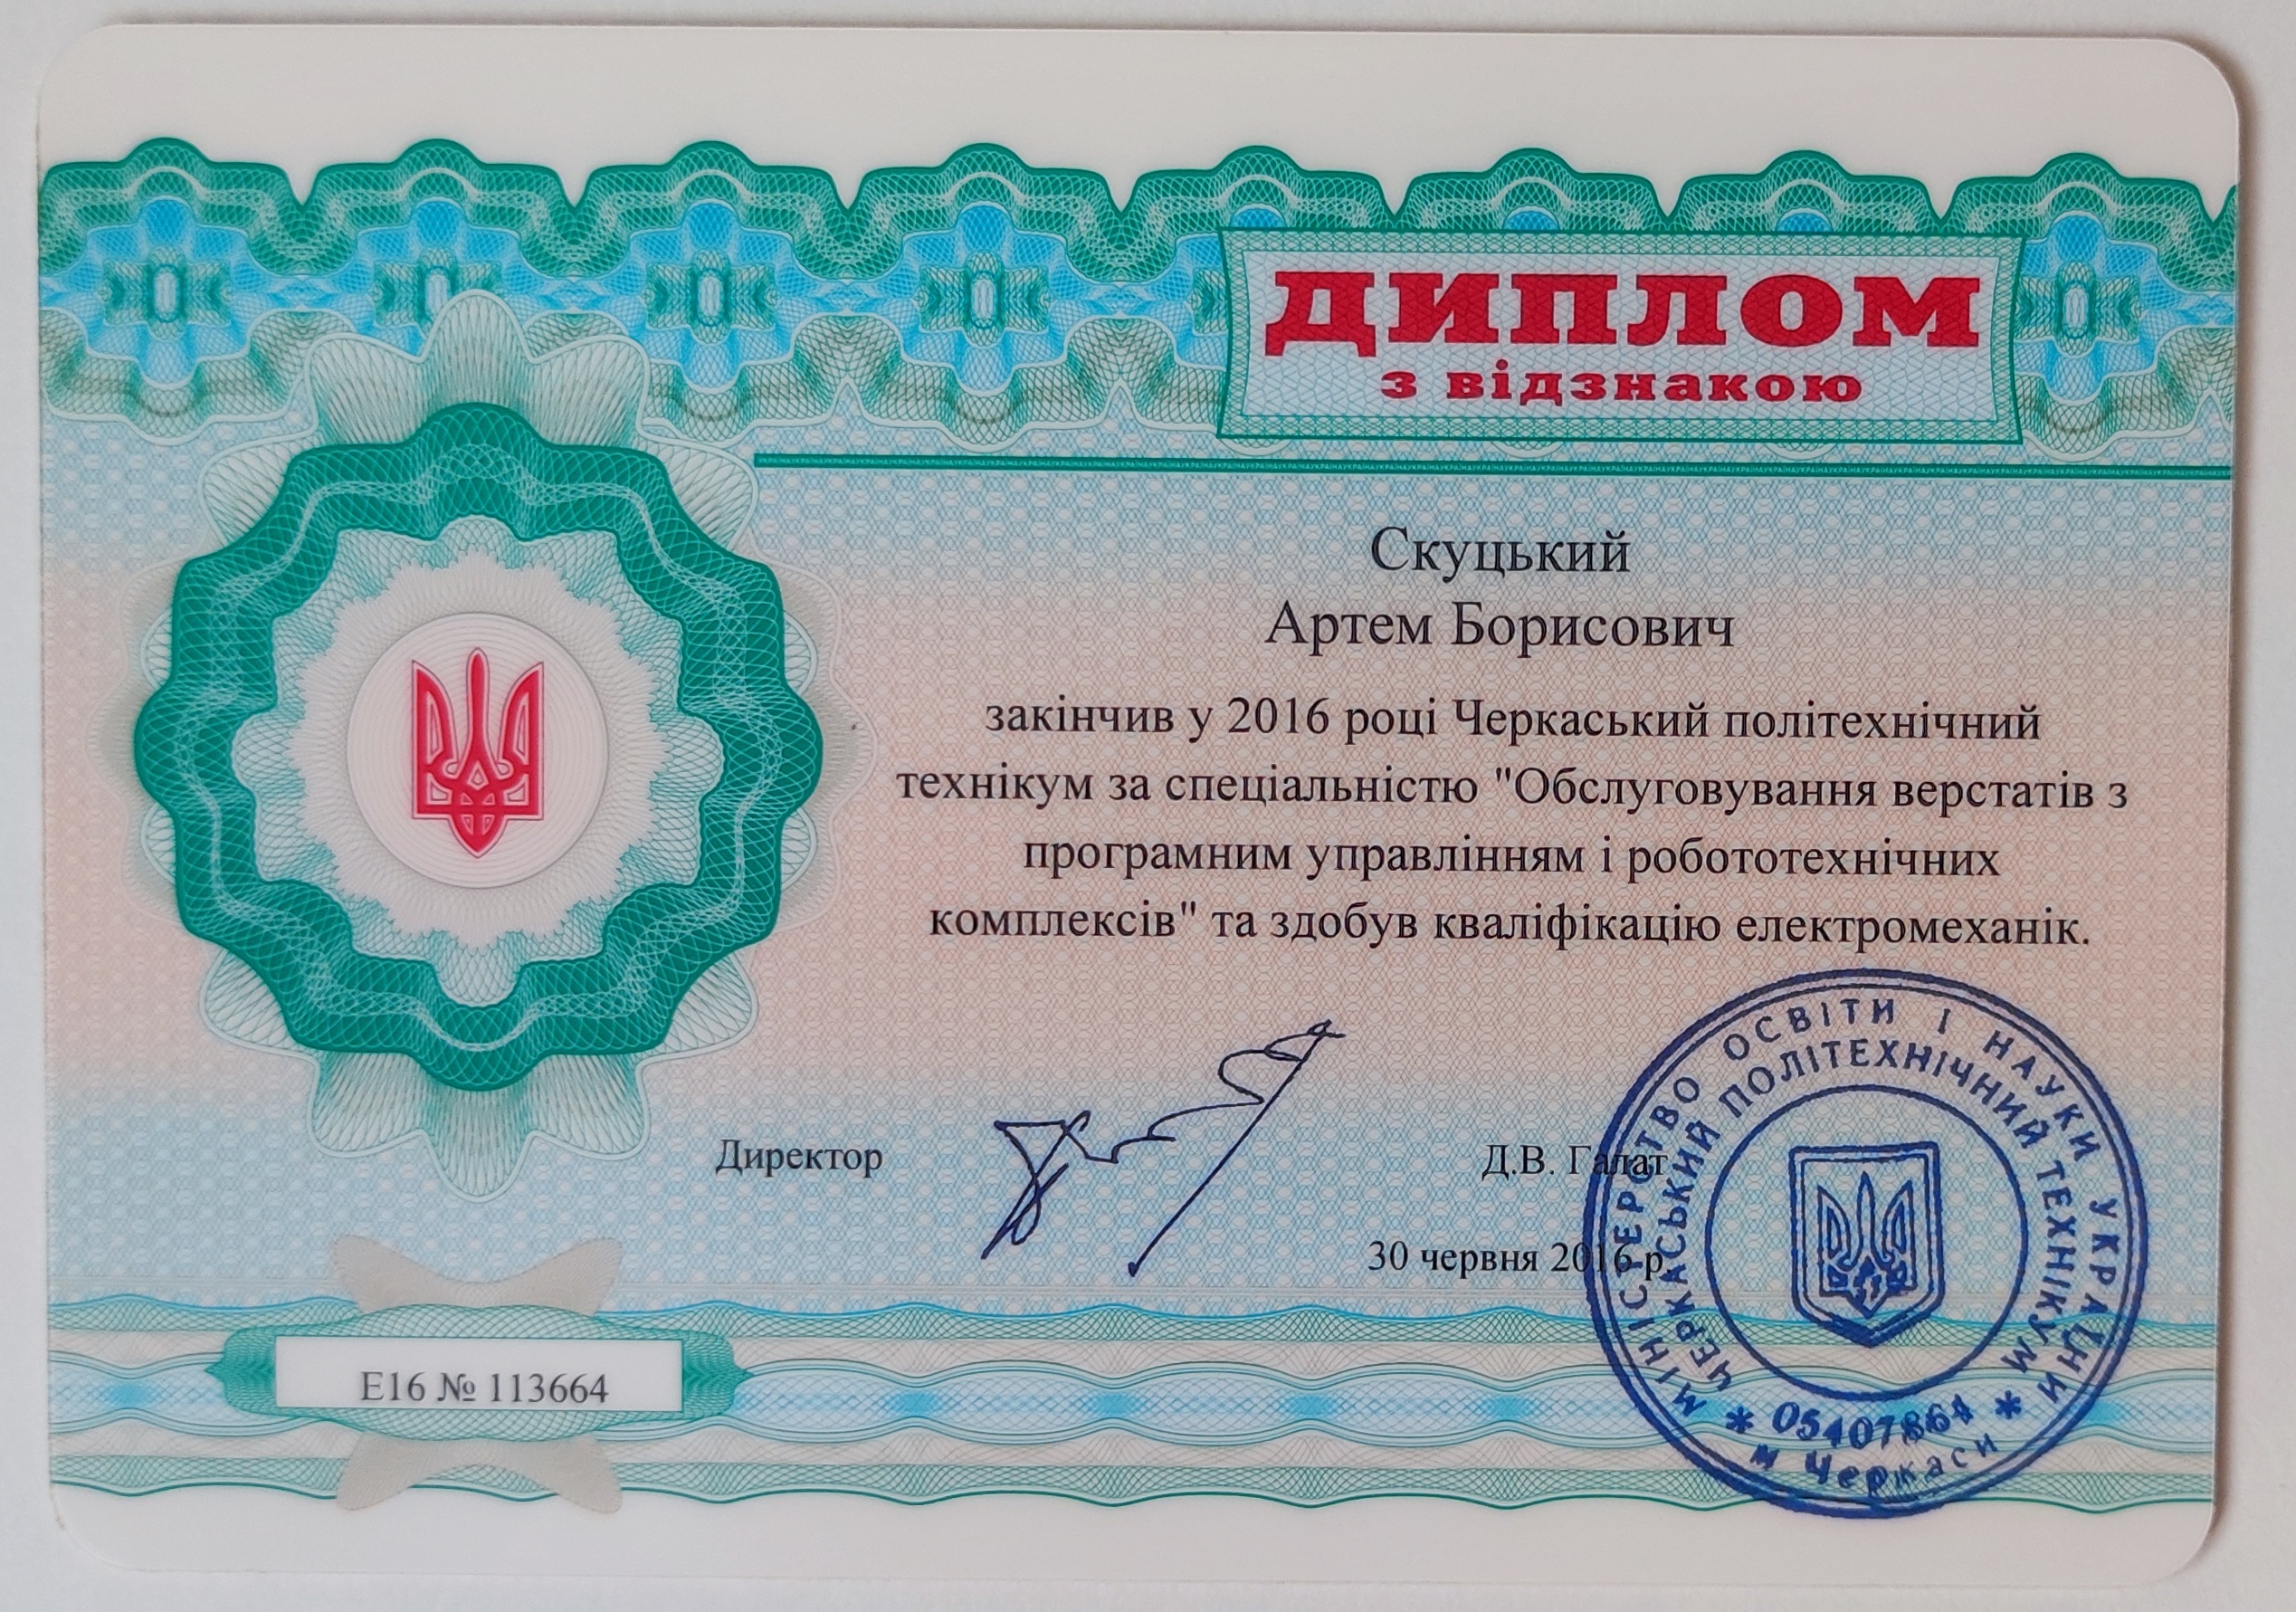 ДИПЛОМ
з відзнакою
Скуцький
Артем Борисович
закінчив у 2016 році Черкаський політехнічний
технікум за спеціальністю "Обслуговування верстатів з
програмним управлінням і робототехнічних
комплексів" та здобув кваліфікацію електромеханік.
Директор
Д.В. Галат
30 червня 2016 р.
Е16 № 113664
МІНІСТЕРСТВО ОСВІТИ І НАУКИ УКРАЇНИ
ЧЕРКАСЬКИЙ ПОЛІТЕХНІЧНИЙ ТЕХНІКУМ
* 05407864 *
м Черкаси